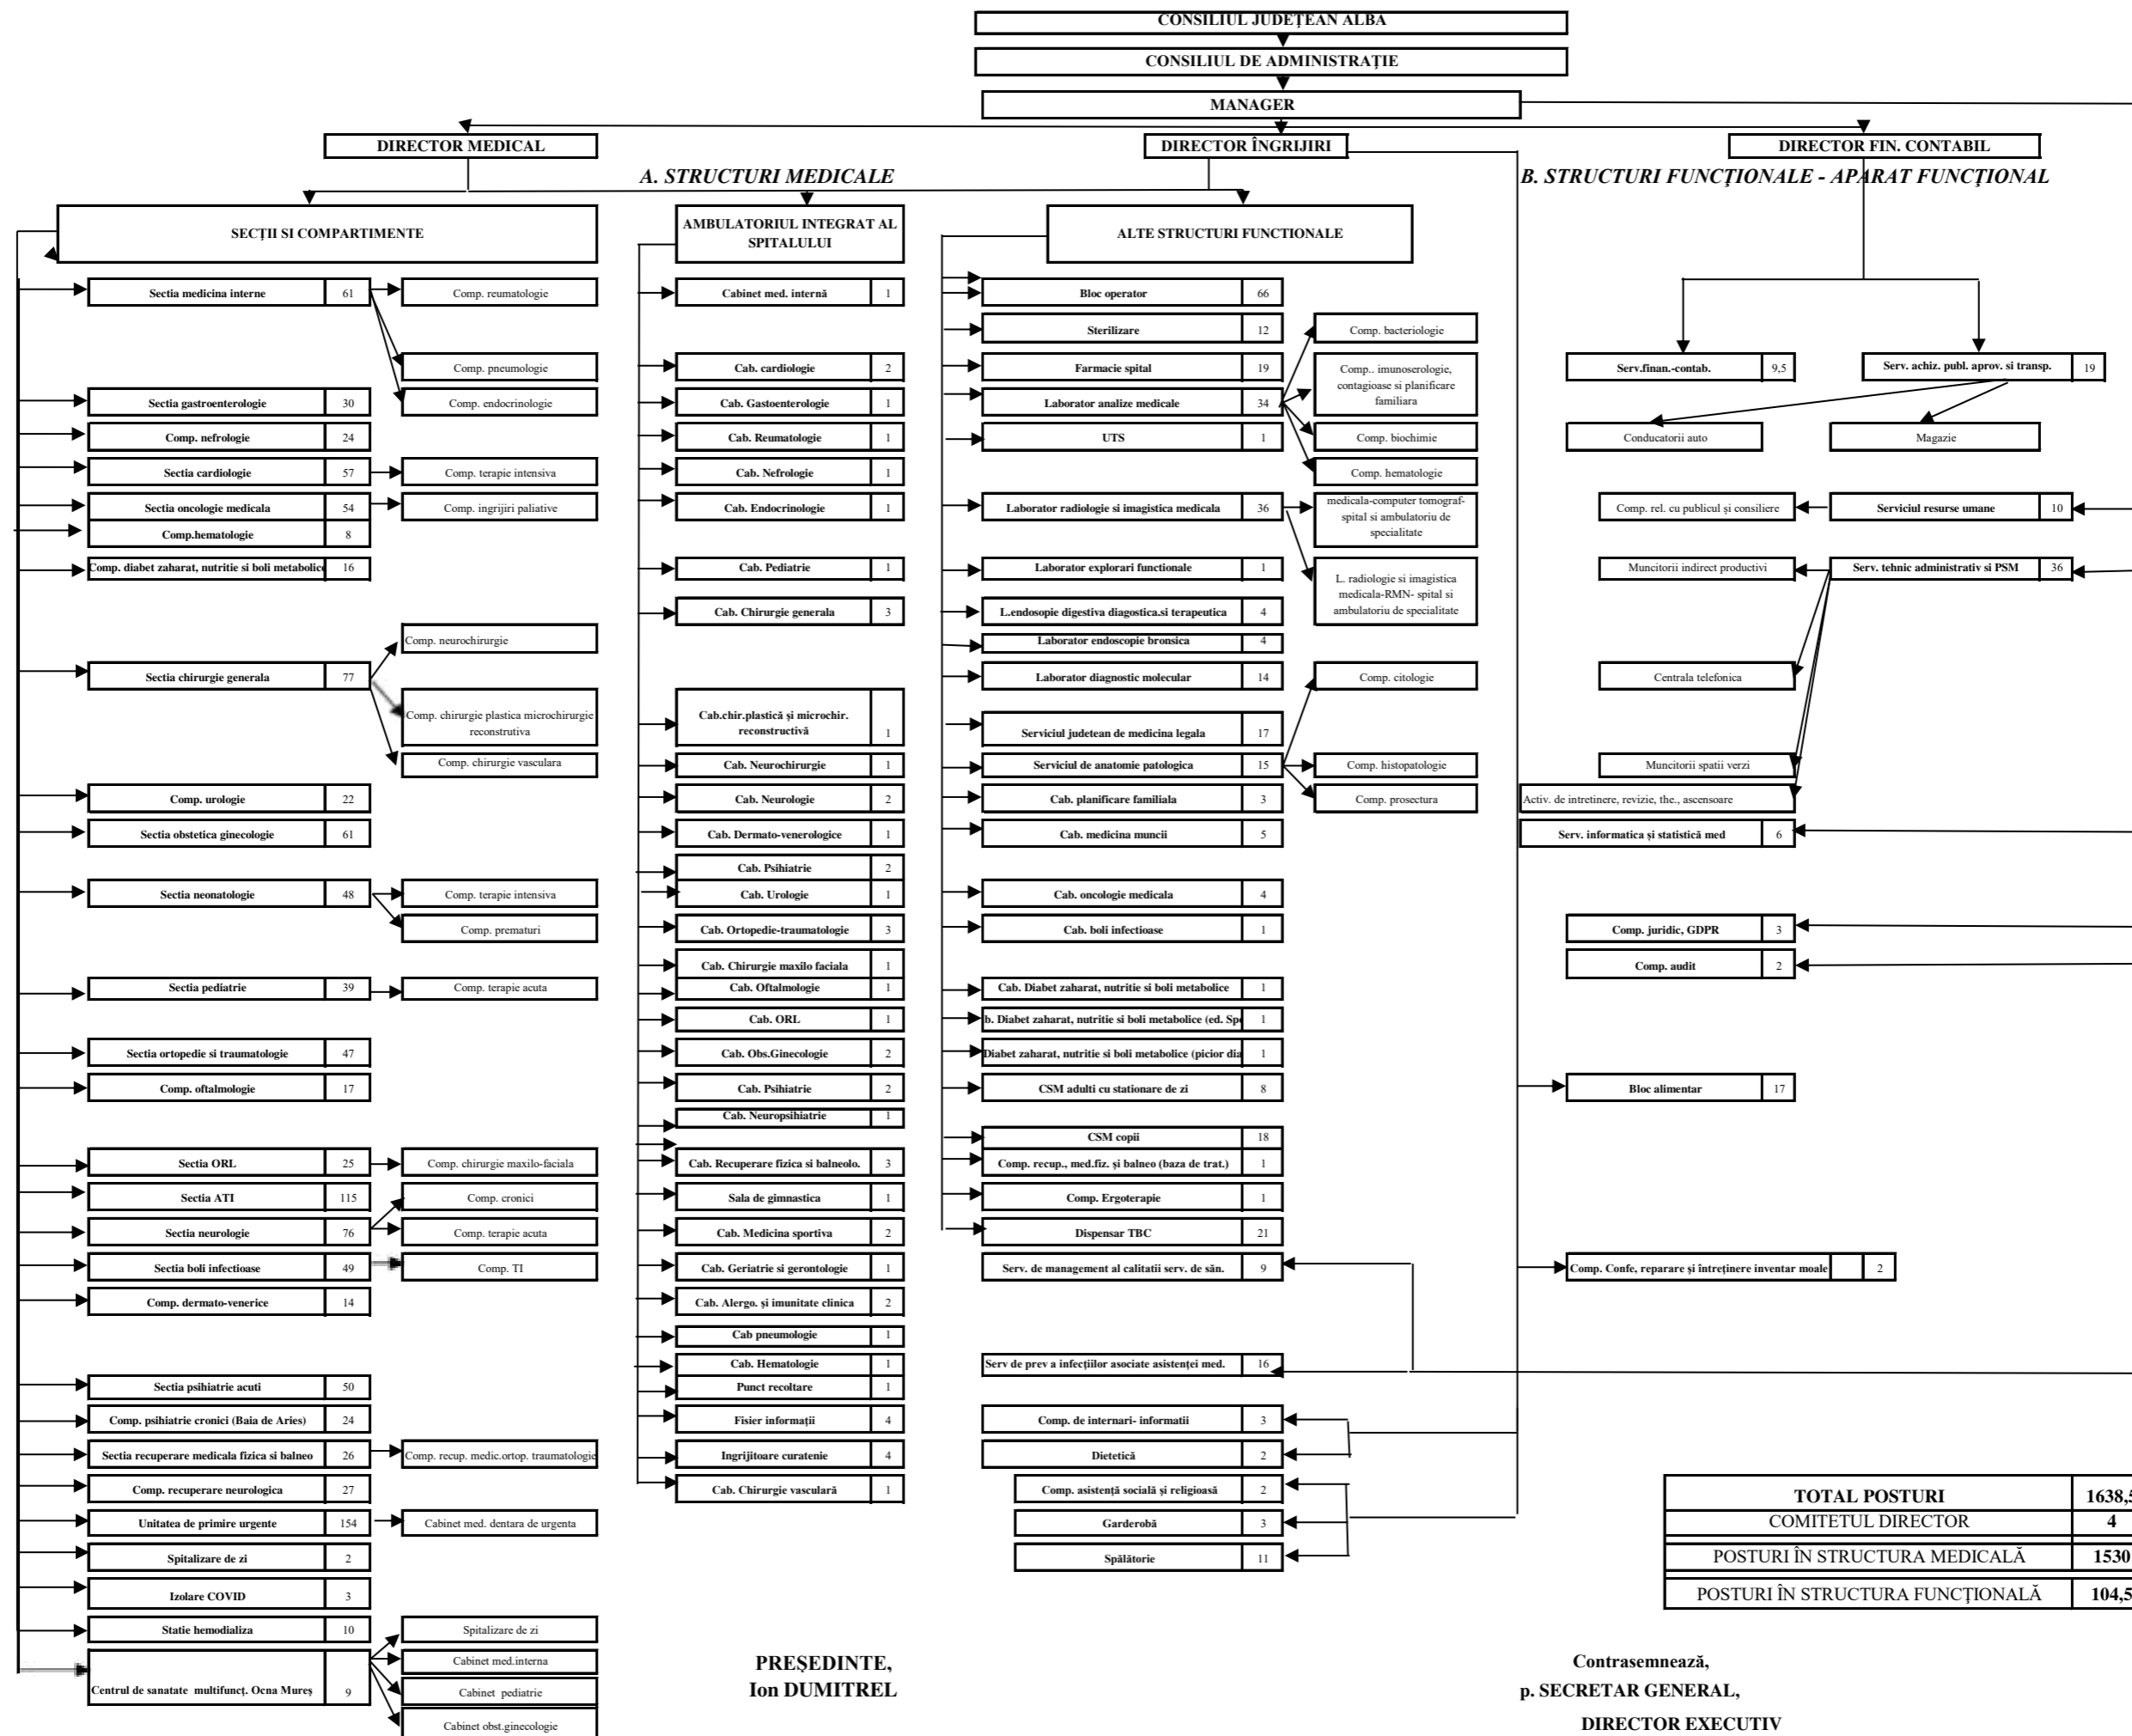 CONSILIUL JUDEȚEAN ALBA
CONSILIUL DE ADMINISTRAȚIE
MANAGER
DIRECTOR MEDICAL
DIRECTOR ÎNGRIJIRI
DIRECTOR FIN. CONTABIL
A. STRUCTURI MEDICALE
B. STRUCTURI FUNCŢIONALE - APARAT FUNCŢIONAL
SECȚII SI COMPARTIMENTE
Sectia medicina interne 61
Comp. reumatologie
Comp. pneumologie
Comp. endocrinologie
Sectia gastroenterologie 30
Comp. nefrologie 24
Sectia cardiologie 57
Comp. terapie intensiva
Sectia oncologie medicala 54
Comp. ingrijiri paliative
Comp.hematologie 8
Comp. diabet zaharat, nutritie si boli metabolice 16
Comp. neurochirurgie
Sectia chirurgie generala 77
Comp. chirurgie plastica microchirurgie
reconstrutiva
Comp. chirurgie vasculara
Comp. urologie 22
Sectia obstetica ginecologie 61
Sectia neonatologie 48
Comp. terapie intensiva
Comp. prematuri
Sectia pediatrie 39
Comp. terapie acuta
Sectia ortopedie si traumatologie 47
Comp. oftalmologie 17
Sectia ORL 25
Comp. chirurgie maxilo-faciala
Sectia ATI 115
Comp. cronici
Sectia neurologie 76
Comp. terapie acuta
Sectia boli infectioase 49
Comp. TI
Comp. dermato-venerice 14
Sectia psihiatrie acuti 50
Comp. psihiatrie cronici (Baia de Aries) 24
Sectia recuperare medicala fizica si balneo 26
Comp. recup. medic.ortop. traumatologie
Comp. recuperare neurologica 27
Unitatea de primire urgente 154
Cabinet med. dentara de urgenta
Spitalizare de zi 2
Izolare COVID 3
Statie hemodializa 10
Spitalizare de zi
Cabinet med.interna
Centrul de sanatate multifuncț. Ocna Mureș 9
Cabinet pediatrie
Cabinet obst.ginecologie
AMBULATORIUL INTEGRAT AL
SPITALULUI
Cabinet med. internă 1
Cab. cardiologie 2
Cab. Gastoenterologie 1
Cab. Reumatologie 1
Cab. Nefrologie 1
Cab. Endocrinologie 1
Cab. Pediatrie 1
Cab. Chirurgie generala 3
Cab.chir.plastică și microchir.
reconstructivă 1
Cab. Neurochirurgie 1
Cab. Neurologie 2
Cab. Dermato-venerologice 1
Cab. Psihiatrie 2
Cab. Urologie 1
Cab. Ortopedie-traumatologie 3
Cab. Chirurgie maxilo faciala 1
Cab. Oftalmologie 1
Cab. ORL 1
Cab. Obs.Ginecologie 2
Cab. Psihiatrie 2
Cab. Neuropsihiatrie 1
Cab. Recuperare fizica si balneolo. 3
Sala de gimnastica 1
Cab. Medicina sportiva 2
Cab. Geriatrie si gerontologie 1
Cab. Alergo. și imunitate clinica 2
Cab pneumologie 1
Cab. Hematologie 1
Punct recoltare 1
Fisier informații 4
Ingrijitoare curatenie 4
Cab. Chirurgie vasculară 1
ALTE STRUCTURI FUNCTIONALE
Bloc operator 66
Sterilizare 12
Comp. bacteriologie
Farmacie spital 19
Comp.. imunoserologie,
contagioase si planificare
familiara
Laborator analize medicale 34
UTS 1
Comp. biochimie
Comp. hematologie
Laborator radiologie si imagistica medicala 36
medicala-computer tomograf-
spital si ambulatoriu de
specialitate
Laborator explorari functionale 1
L. radiologie si imagistica
medicala-RMN- spital si
ambulatoriu de specialitate
L.endosopie digestiva diagostica.si terapeutica 4
Laborator endoscopie bronsica 4
Laborator diagnostic molecular 14
Comp. citologie
Serviciul judetean de medicina legala 17
Serviciul de anatomie patologica 15
Comp. histopatologie
Cab. planificare familiala 3
Comp. prosectura
Cab. medicina muncii 5
Cab. oncologie medicala 4
Cab. boli infectioase 1
Cab. Diabet zaharat, nutritie si boli metabolice 1
b. Diabet zaharat, nutritie si boli metabolice (ed. Spe 1
Diabet zaharat, nutritie si boli metabolice (picior dia 1
CSM adulti cu stationare de zi 8
CSM copii 18
Comp. recup., med.fiz. și balneo (baza de trat.) 1
Comp. Ergoterapie 1
Dispensar TBC 21
Serv. de management al calitatii serv. de săn. 9
Serv de prev a infecțiilor asociate asistenței med. 16
Comp. de internari- informatii 3
Dietetică 2
Comp. asistență socială și religioasă 2
Garderobă 3
Spălătorie 11
Serv.finan.-contab. 9,5
Serv. achiz. publ. aprov. si transp. 19
Conducatorii auto
Magazie
Comp. rel. cu publicul și consiliere
Serviciul resurse umane 10
Muncitorii indirect productivi
Serv. tehnic administrativ si PSM 36
Centrala telefonica
Muncitorii spatii verzi
Activ. de intretinere, revizie, the., ascensoare
Serv. informatica și statistică med 6
Comp. juridic, GDPR 3
Comp. audit 2
Bloc alimentar 17
Comp. Confe, reparare și întreținere inventar moale 2
TOTAL POSTURI 1638,5
COMITETUL DIRECTOR 4
POSTURI ÎN STRUCTURA MEDICALĂ 1530
POSTURI ÎN STRUCTURA FUNCŢIONALĂ 104,5
PREȘEDINTE,
Ion DUMITREL
Contrasemnează,
p. SECRETAR GENERAL,
DIRECTOR EXECUTIV